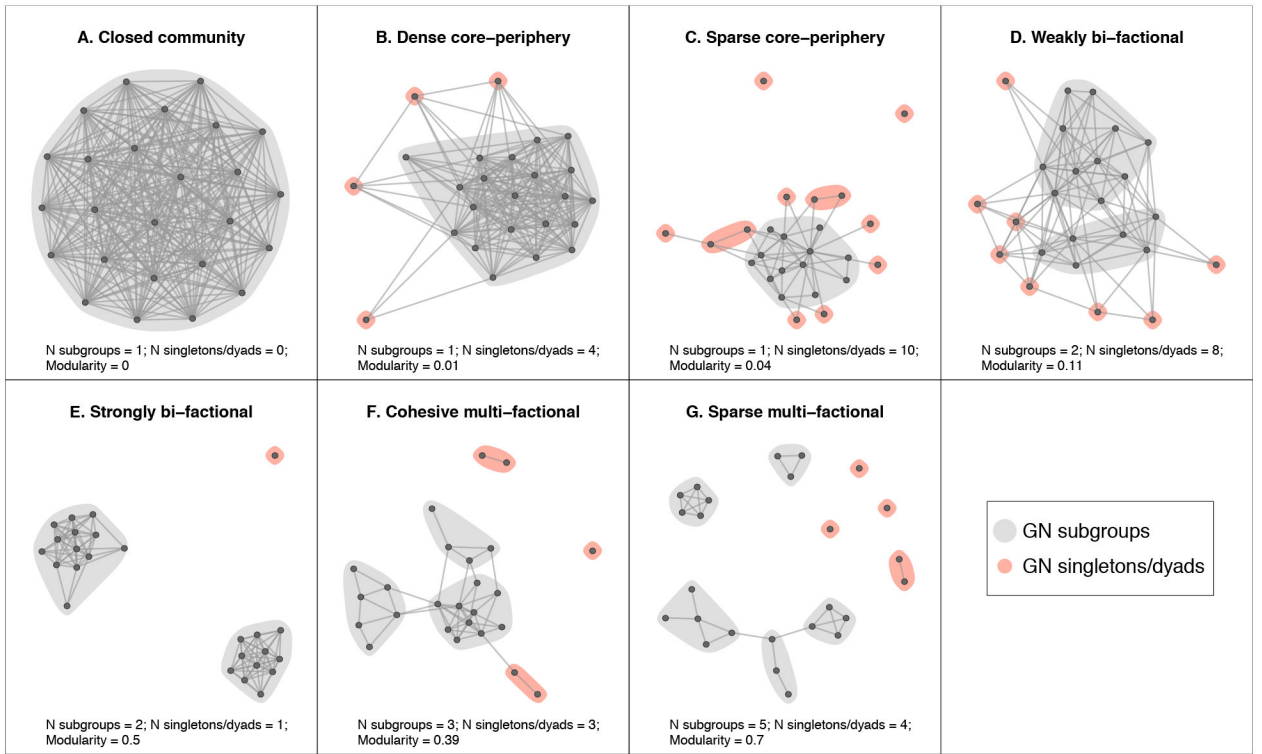 A. Closed community
N subgroups = 1; N singletons/dyads = 0;
Modularity = 0
B. Dense core–periphery
N subgroups = 1; N singletons/dyads = 4;
Modularity = 0.01
C. Sparse core–periphery
N subgroups = 1; N singletons/dyads = 10;
Modularity = 0.04
D. Weakly bi–factional
N subgroups = 2; N singletons/dyads = 8;
Modularity = 0.11
E. Strongly bi–factional
N subgroups = 2; N singletons/dyads = 1;
Modularity = 0.5
F. Cohesive multi–factional
N subgroups = 3; N singletons/dyads = 3;
Modularity = 0.39
G. Sparse multi–factional
N subgroups = 5; N singletons/dyads = 4;
Modularity = 0.7
GN subgroups
GN singletons/dyads